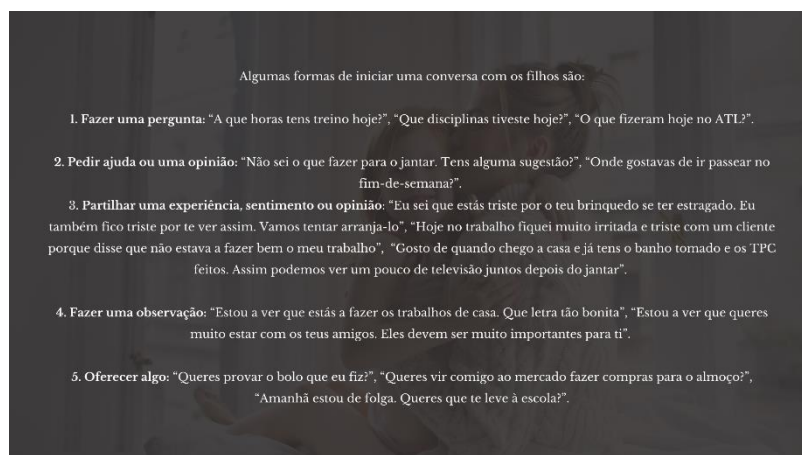 Algumas formas de iniciar uma conversa com os filhos são:
1. Fazer uma pergunta: “A que horas tens treino hoje?”, “Que disciplinas tiveste hoje?”, “O que fizeram hoje no ATL?”.
2. Pedir ajuda ou uma opinião: “Não sei o que fazer para o jantar. Tens alguma sugestão?”, “Onde gostavas de ir passear no
fim-de-semana?”.
3. Partilhar uma experiência, sentimento ou opinião: “Eu sei que estás triste por o teu brinquedo se ter estragado. Eu
também fico triste por te ver assim. Vamos tentar arranja-lo”, “Hoje no trabalho fiquei muito irritada e triste com um cliente
porque disse que não estava a fazer bem o meu trabalho”, “Gosto de quando chego a casa e já tens o banho tomado e os TPC
feitos. Assim podemos ver um pouco de televisão juntos depois do jantar”.
4. Fazer uma observação: “Estou a ver que estás a fazer os trabalhos de casa. Que letra tão bonita”, “Estou a ver que queres
muito estar com os teus amigos. Eles devem ser muito importantes para ti”.
5. Oferecer algo: “Queres provar o bolo que eu fiz?”, “Queres vir comigo ao mercado fazer compras para o almoço?”,
“Amanhã estou de folga. Queres que te leve à escola?”.